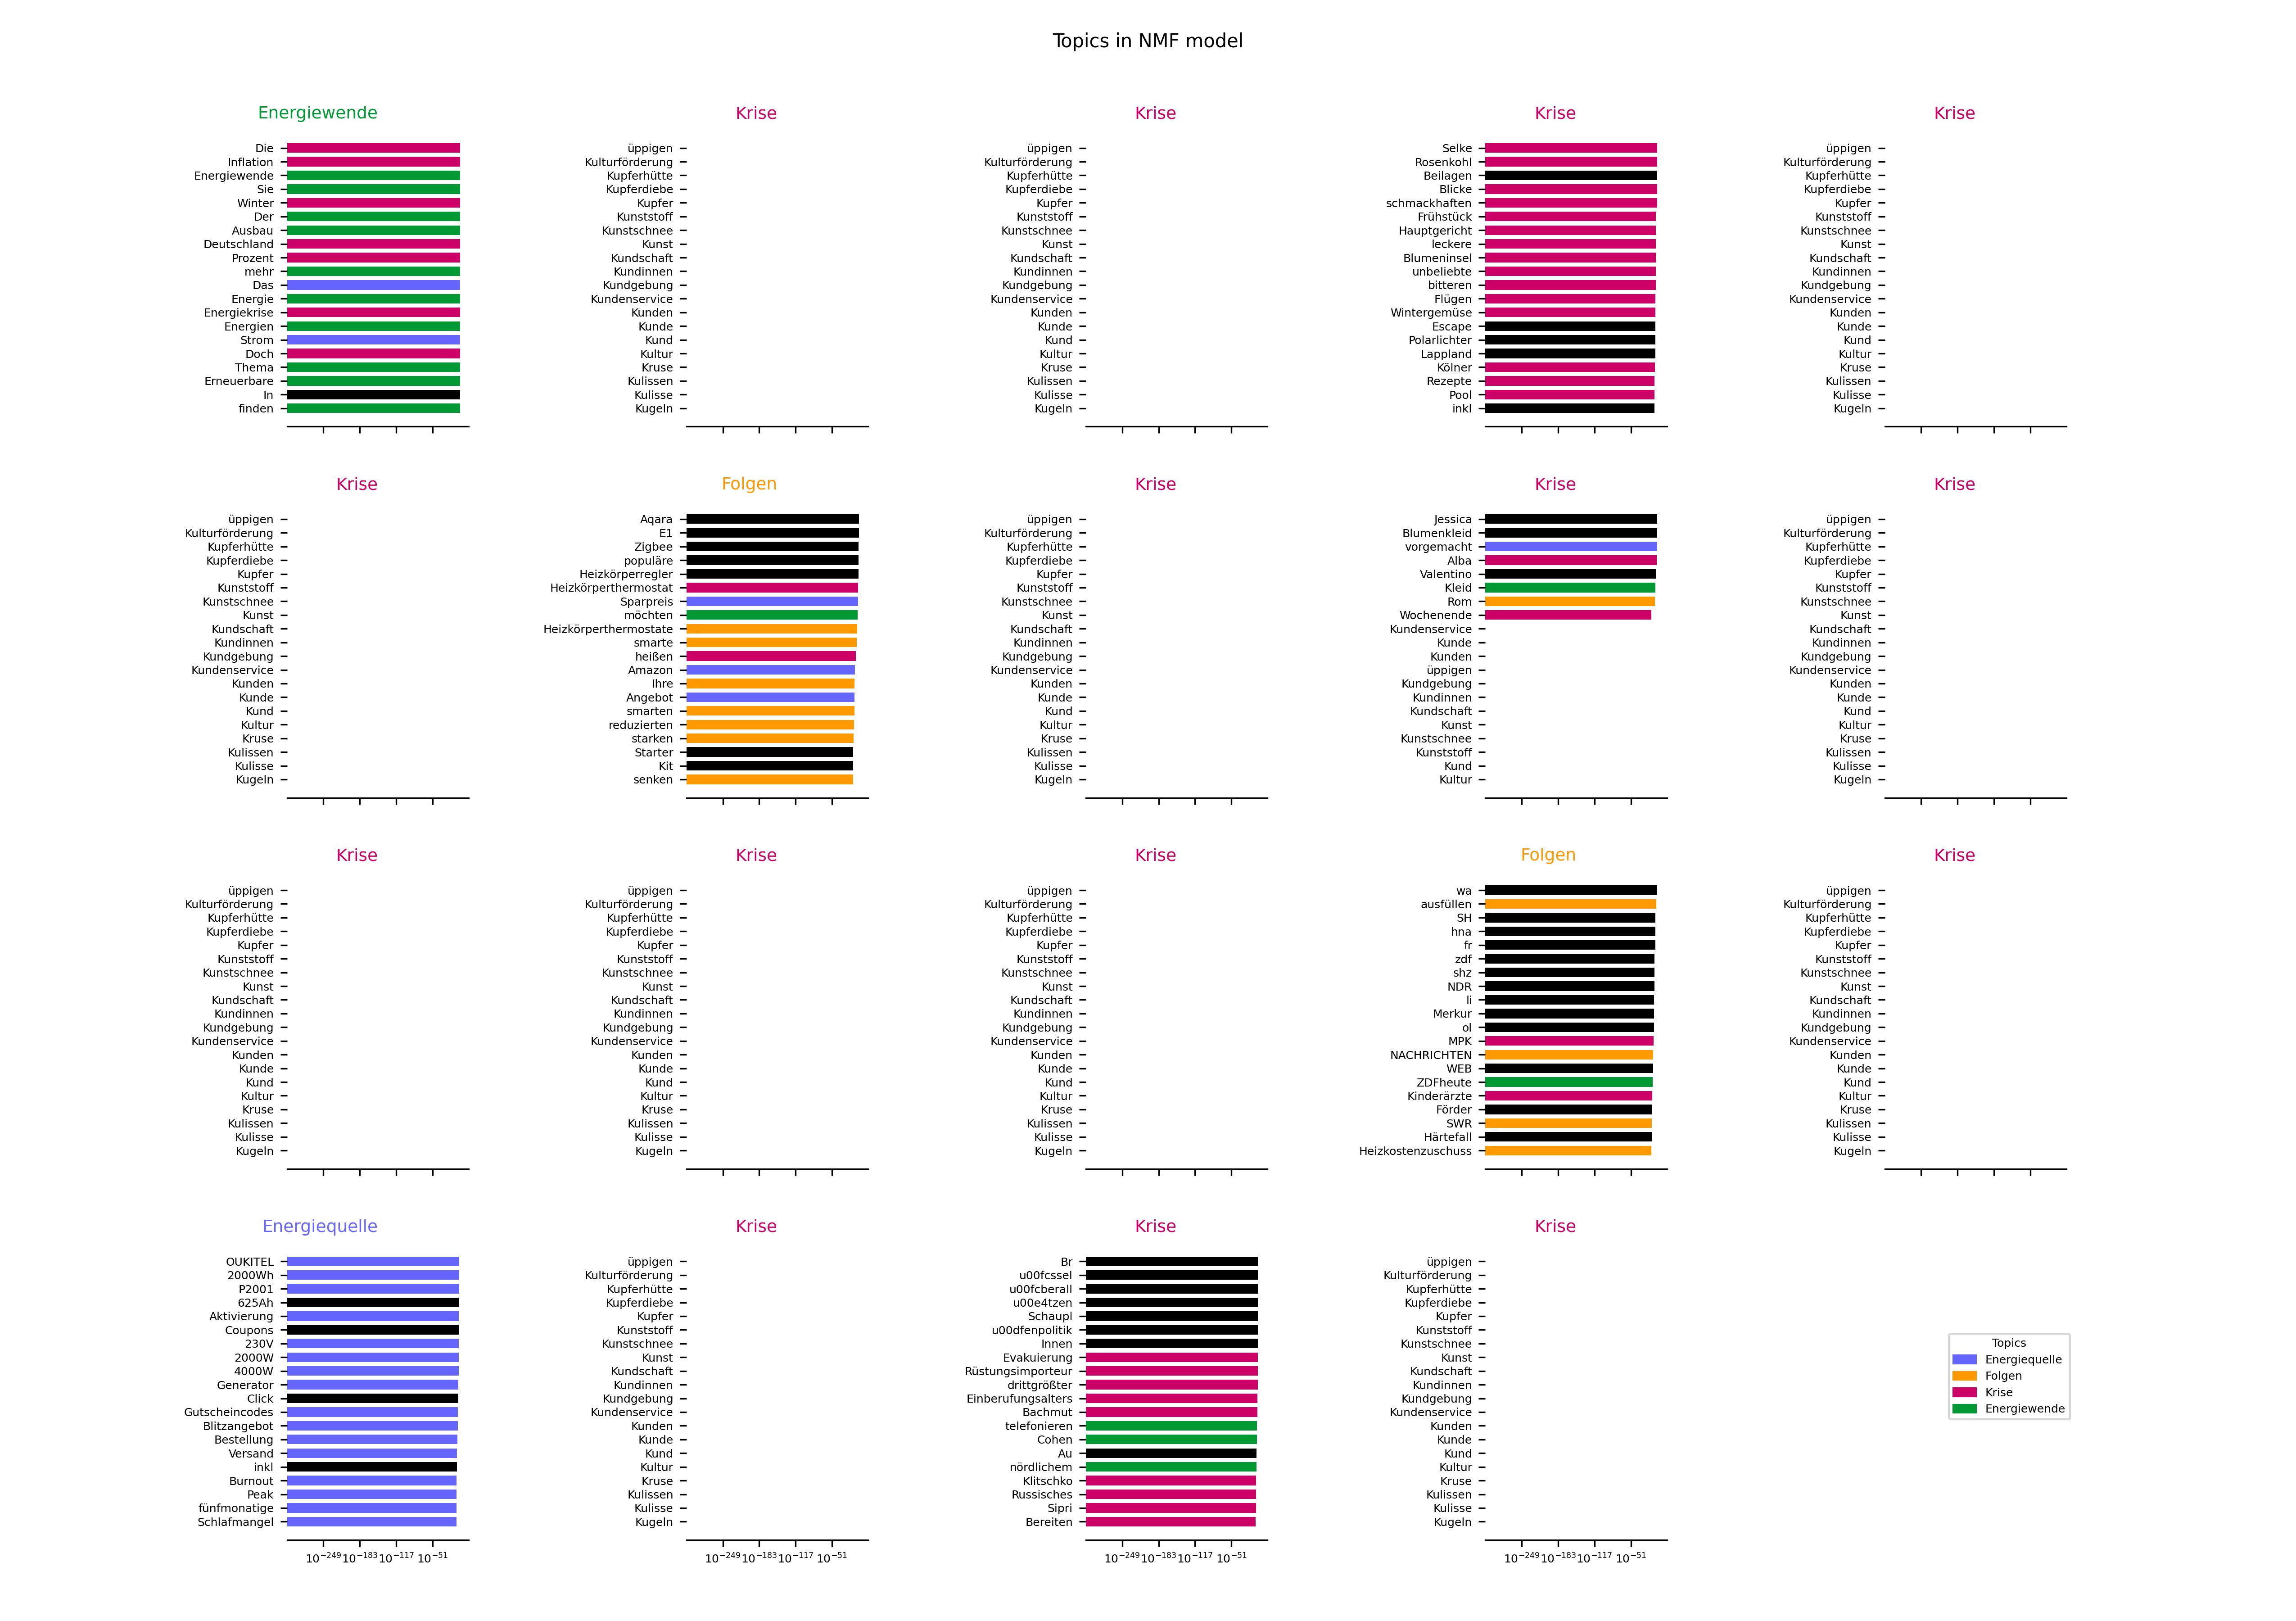 Topics in NMF model
Energiewende
Die
Inflation
Energiewende
Sie
Winter
Der
Ausbau
Deutschland
Prozent
mehr
Das
Energie
Energiekrise
Energien
Strom
Doch
Thema
Erneuerbare
In
finden
Krise
üppigen
Kulturförderung
Kupferhütte
Kupferdiebe
Kupfer
Kunststoff
Kunstschnee
Kunst
Kundschaft
Kundinnen
Kundgebung
Kundenservice
Kunden
Kunde
Kund
Kultur
Kruse
Kulissen
Kulisse
Kugeln
Krise
üppigen
Kulturförderung
Kupferhütte
Kupferdiebe
Kupfer
Kunststoff
Kunstschnee
Kunst
Kundschaft
Kundinnen
Kundgebung
Kundenservice
Kunden
Kunde
Kund
Kultur
Kruse
Kulissen
Kulisse
Kugeln
Krise
Selke
Rosenkohl
Beilagen
Blicke
schmackhaften
Frühstück
Hauptgericht
leckere
Blumeninsel
unbeliebte
bitteren
Flügen
Wintergemüse
Escape
Polarlichter
Lappland
Kölner
Rezepte
Pool
inkl
Krise
üppigen
Kulturförderung
Kupferhütte
Kupferdiebe
Kupfer
Kunststoff
Kunstschnee
Kunst
Kundschaft
Kundinnen
Kundgebung
Kundenservice
Kunden
Kunde
Kund
Kultur
Kruse
Kulissen
Kulisse
Kugeln
Krise
üppigen
Kulturförderung
Kupferhütte
Kupferdiebe
Kupfer
Kunststoff
Kunstschnee
Kunst
Kundschaft
Kundinnen
Kundgebung
Kundenservice
Kunden
Kunde
Kund
Kultur
Kruse
Kulissen
Kulisse
Kugeln
Folgen
Aqara
E1
Zigbee
populäre
Heizkörperregler
Heizkörperthermostat
Sparpreis
möchten
Heizkörperthermostate
smarte
heißen
Amazon
Ihre
Angebot
smarten
reduzierten
starken
Starter
Kit
senken
Krise
üppigen
Kulturförderung
Kupferhütte
Kupferdiebe
Kupfer
Kunststoff
Kunstschnee
Kunst
Kundschaft
Kundinnen
Kundgebung
Kundenservice
Kunden
Kunde
Kund
Kultur
Kruse
Kulissen
Kulisse
Kugeln
Krise
Jessica
Blumenkleid
vorgemacht
Alba
Valentino
Kleid
Rom
Wochenende
Kundenservice
Kunde
Kunden
üppigen
Kundgebung
Kundinnen
Kundschaft
Kunst
Kunstschnee
Kunststoff
Kund
Kultur
Krise
üppigen
Kulturförderung
Kupferhütte
Kupferdiebe
Kupfer
Kunststoff
Kunstschnee
Kunst
Kundschaft
Kundinnen
Kundgebung
Kundenservice
Kunden
Kunde
Kund
Kultur
Kruse
Kulissen
Kulisse
Kugeln
Krise
üppigen
Kulturförderung
Kupferhütte
Kupferdiebe
Kupfer
Kunststoff
Kunstschnee
Kunst
Kundschaft
Kundinnen
Kundgebung
Kundenservice
Kunden
Kunde
Kund
Kultur
Kruse
Kulissen
Kulisse
Kugeln
Krise
üppigen
Kulturförderung
Kupferhütte
Kupferdiebe
Kupfer
Kunststoff
Kunstschnee
Kunst
Kundschaft
Kundinnen
Kundgebung
Kundenservice
Kunden
Kunde
Kund
Kultur
Kruse
Kulissen
Kulisse
Kugeln
Krise
üppigen
Kulturförderung
Kupferhütte
Kupferdiebe
Kupfer
Kunststoff
Kunstschnee
Kunst
Kundschaft
Kundinnen
Kundgebung
Kundenservice
Kunden
Kunde
Kund
Kultur
Kruse
Kulissen
Kulisse
Kugeln
Folgen
wa
ausfüllen
SH
hna
fr
zdf
shz
NDR
li
Merkur
ol
MPK
NACHRICHTEN
WEB
ZDFheute
Kinderärzte
Förder
SWR
Härtefall
Heizkostenzuschuss
Krise
üppigen
Kulturförderung
Kupferhütte
Kupferdiebe
Kupfer
Kunststoff
Kunstschnee
Kunst
Kundschaft
Kundinnen
Kundgebung
Kundenservice
Kunden
Kunde
Kund
Kultur
Kruse
Kulissen
Kulisse
Kugeln
Energiequelle
OUKITEL
2000Wh
P2001
625Ah
Aktivierung
Coupons
230V
2000W
4000W
Generator
Click
Gutscheincodes
Blitzangebot
Bestellung
Versand
inkl
Burnout
Peak
fünfmonatige
Schlafmangel
10⁻²⁴⁹ 10⁻¹⁸³ 10⁻¹¹⁷ 10⁻⁵¹
Krise
üppigen
Kulturförderung
Kupferhütte
Kupferdiebe
Kupfer
Kunststoff
Kunstschnee
Kunst
Kundschaft
Kundinnen
Kundgebung
Kundenservice
Kunden
Kunde
Kund
Kultur
Kruse
Kulissen
Kulisse
Kugeln
10⁻²⁴⁹ 10⁻¹⁸³ 10⁻¹¹⁷ 10⁻⁵¹
Krise
Br
u00fcssel
u00fcberall
u00e4tzen
Schaupl
u00dfenpolitik
Innen
Evakuierung
Rüstungsimporteur
drittgrößter
Einberufungsalters
Bachmut
telefonieren
Cohen
Au
nördlichem
Klitschko
Russisches
Sipri
Bereiten
10⁻²⁴⁹ 10⁻¹⁸³ 10⁻¹¹⁷ 10⁻⁵¹
Krise
üppigen
Kulturförderung
Kupferhütte
Kupferdiebe
Kupfer
Kunststoff
Kunstschnee
Kunst
Kundschaft
Kundinnen
Kundgebung
Kundenservice
Kunden
Kunde
Kund
Kultur
Kruse
Kulissen
Kulisse
Kugeln
10⁻²⁴⁹ 10⁻¹⁸³ 10⁻¹¹⁷ 10⁻⁵¹
Topics
Energiequelle
Folgen
Krise
Energiewende